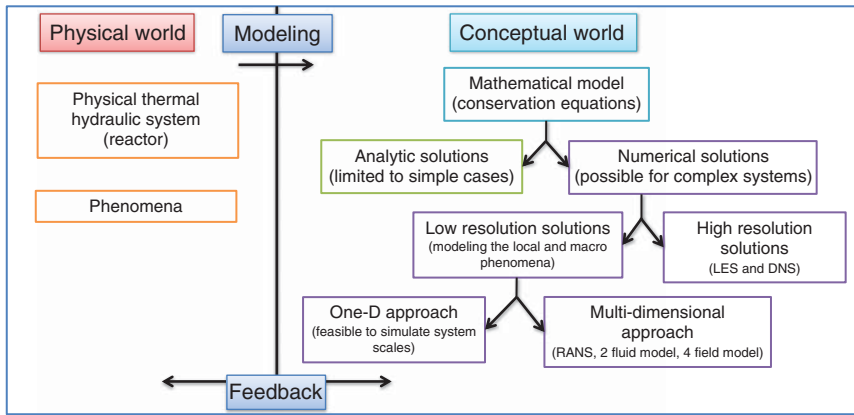 Physical world
Modeling
Conceptual world
Physical thermal
hydraulic system
(reactor)
Phenomena
Mathematical model
(conservation equations)
Analytic solutions
(limited to simple cases)
Numerical solutions
(possible for complex systems)
Low resolution solutions
(modeling the local and macro
phenomena)
High resolution
solutions
(LES and DNS)
One-D approach
(feasible to simulate system
scales)
Multi-dimensional
approach
(RANS, 2 fluid model, 4 field model)
Feedback